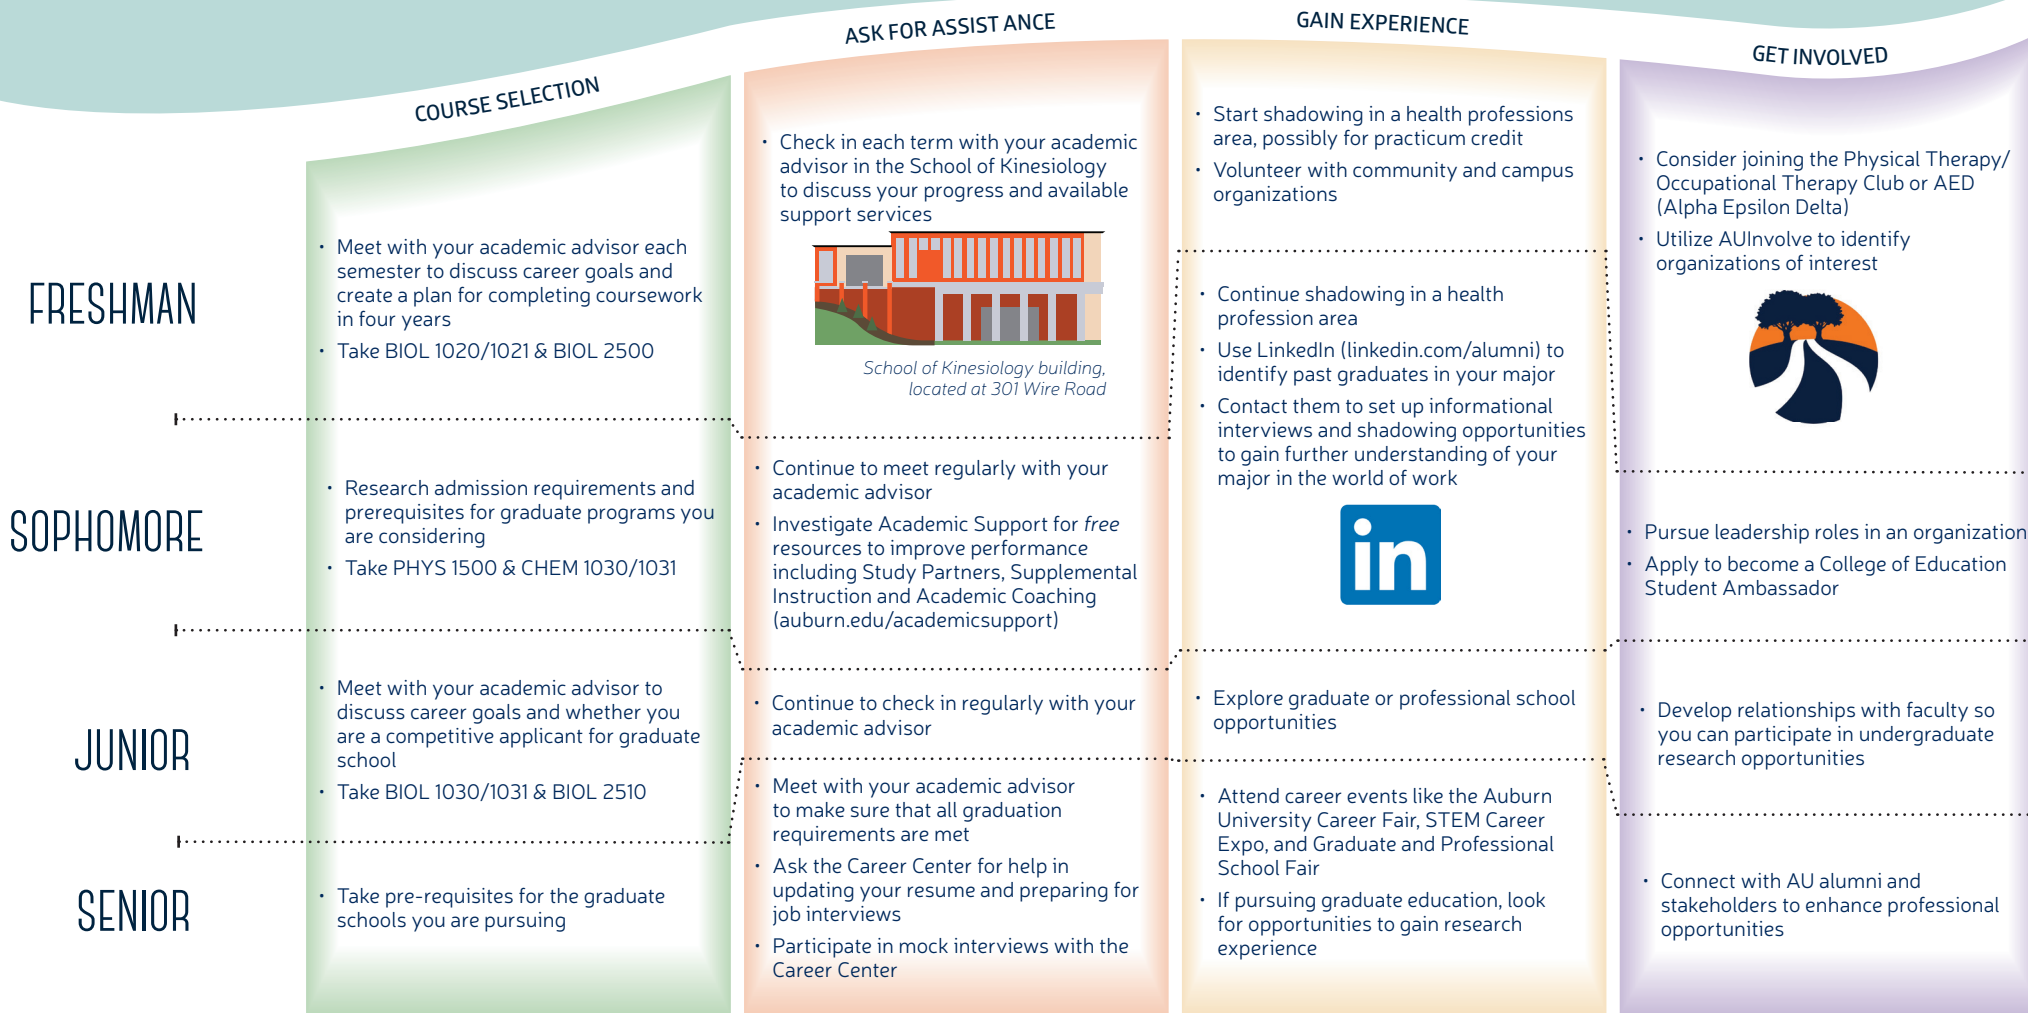 COURSE SELECTION
ASK FOR ASSISTANCE
GAIN EXPERIENCE
GET INVOLVED
FRESHMAN
• Meet with your academic advisor each
semester to discuss career goals and
create a plan for completing coursework
in four years
• Take BIOL 1020/1021 & BIOL 2500
• Check in each term with your academic
advisor in the School of Kinesiology
to discuss your progress and available
support services
School of Kinesiology building,
located at 301 Wire Road
• Start shadowing in a health professions
area, possibly for practicum credit
• Volunteer with community and campus
organizations
• Consider joining the Physical Therapy/
Occupational Therapy Club or AED
(Alpha Epsilon Delta)
• Utilize AUInvolve to identify
organizations of interest
SOPHOMORE
• Research admission requirements and
prerequisites for graduate programs you
are considering
• Take PHYS 1500 & CHEM 1030/1031
• Continue to meet regularly with your
academic advisor
• Investigate Academic Support for free
resources to improve performance
including Study Partners, Supplemental
Instruction and Academic Coaching
(auburn.edu/academicsupport)
• Continue shadowing in a health
profession area
• Use LinkedIn (linkedin.com/alumni) to
identify past graduates in your major
• Contact them to set up informational
interviews and shadowing opportunities
to gain further understanding of your
major in the world of work
in
• Pursue leadership roles in an organization
• Apply to become a College of Education
Student Ambassador
JUNIOR
• Meet with your academic advisor to
discuss career goals and whether you
are a competitive applicant for graduate
school
• Take BIOL 1030/1031 & BIOL 2510
• Continue to check in regularly with your
academic advisor
• Explore graduate or professional school
opportunities
• Develop relationships with faculty so
you can participate in undergraduate
research opportunities
SENIOR
• Take pre-requisites for the graduate
schools you are pursuing
• Meet with your academic advisor
to make sure that all graduation
requirements are met
• Ask the Career Center for help in
updating your resume and preparing for
job interviews
• Participate in mock interviews with the
Career Center
• Attend career events like the Auburn
University Career Fair, STEM Career
Expo, and Graduate and Professional
School Fair
• If pursuing graduate education, look
for opportunities to gain research
experience
• Connect with AU alumni and
stakeholders to enhance professional
opportunities